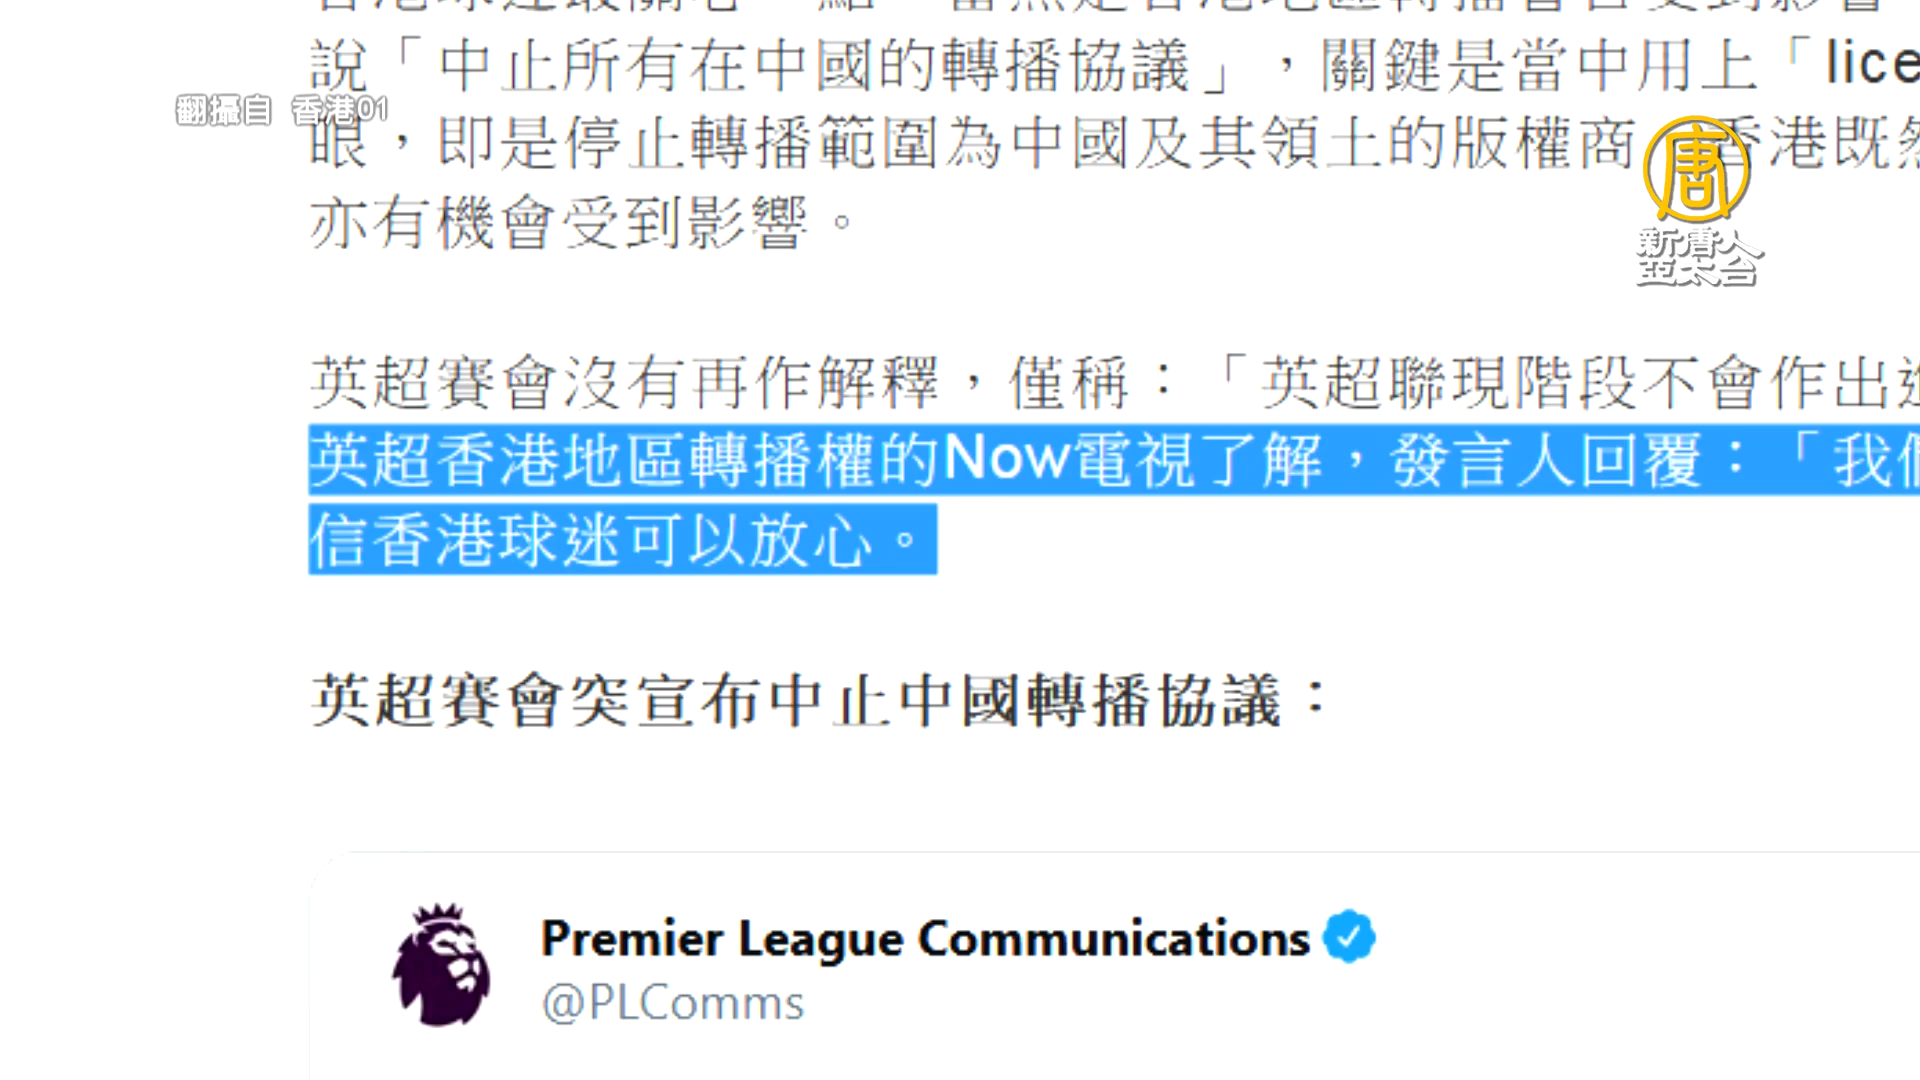 說「中止所有在中國的轉播協議」，關鍵是當中用上「lice
翻攝自 香港01
眼，即是停止轉播範圍為中國及其領土的版權商 香港既然
唐
亦有機會受到影響。
新唐人
亞太台
英超賽會沒有再作解釋，僅稱：「英超聯現階段不會作出進
英超香港地區轉播權的Now電視了解，發言人回覆：「我們
信香港球迷可以放心。
英超賽會突宣布中止中國轉播協議：
Premier League Communications
@PLComms